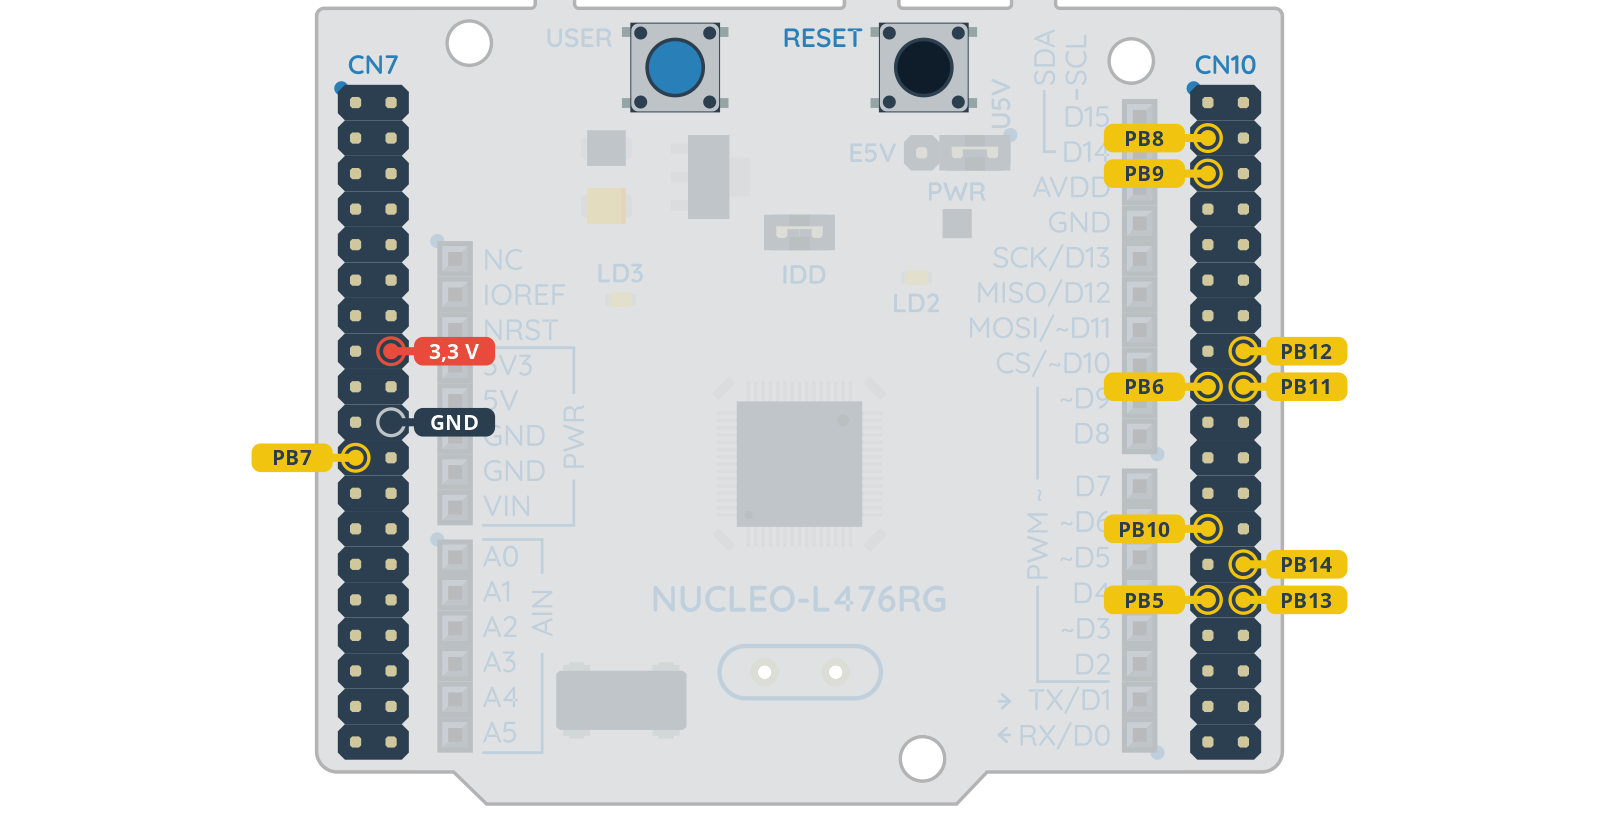 USER
RESET
CN7
CN10
SDA
~SCL
U5V
D15
PB8
E5V
D14
PB9
PWR
AVDD
GND
NC
SCK/D13
LD3
IDD
IOREF
MISO/D12
LD2
NRST
MOSI/~D11
3,3 V
PB12
3V3
CS/~D10
PB6
PB11
5V
~D9
GND
GND
D8
PWR
PB7
GND
D7
VIN
PWM ~
~D6
PB10
A0
~D5
PB14
A1
AIN
NUCLEO-L476RG
D4
PB5
PB13
A2
~D3
A3
D2
A4
TX/D1
A5
RX/D0